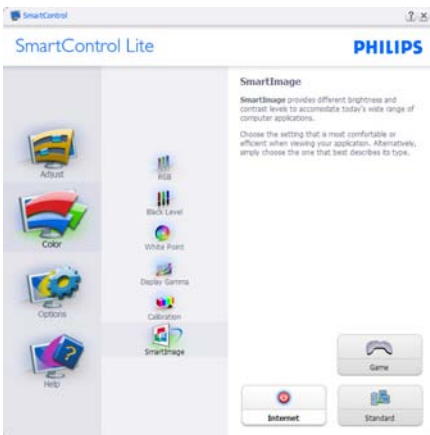 SmartControl
SmartControl Lite
PHILIPS
Adjust
Color
Options
Help
RGB
Black Level
White Point
Display Gamma
Calibration
SmartImage
SmartImage
SmartImage provides different brightness and
contrast levels to accomodate today's wide range of
computer applications.
Choose the setting that is most comfortable or
efficient when viewing your application. Alternatively,
simply choose the one that best describes its type.
Game
Internet
Standard